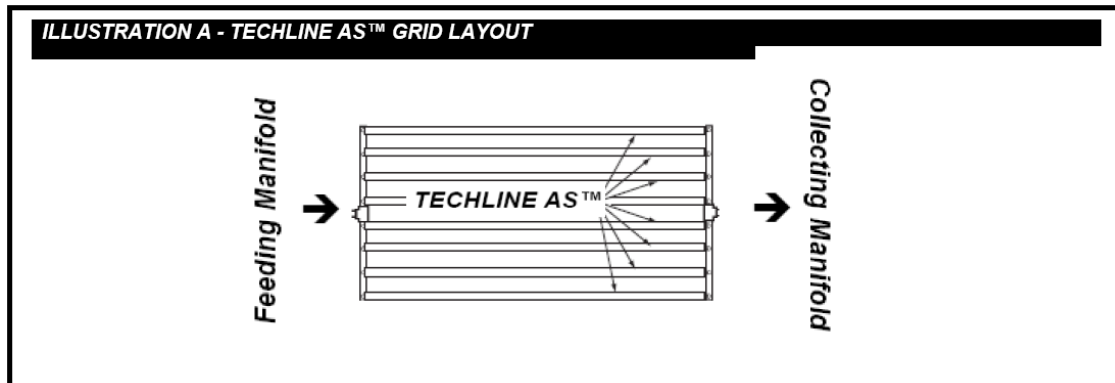 ILLUSTRATION A - TECHLINE AS™ GRID LAYOUT
Feeding Manifold
TECHLINE AS™
Collecting Manifold